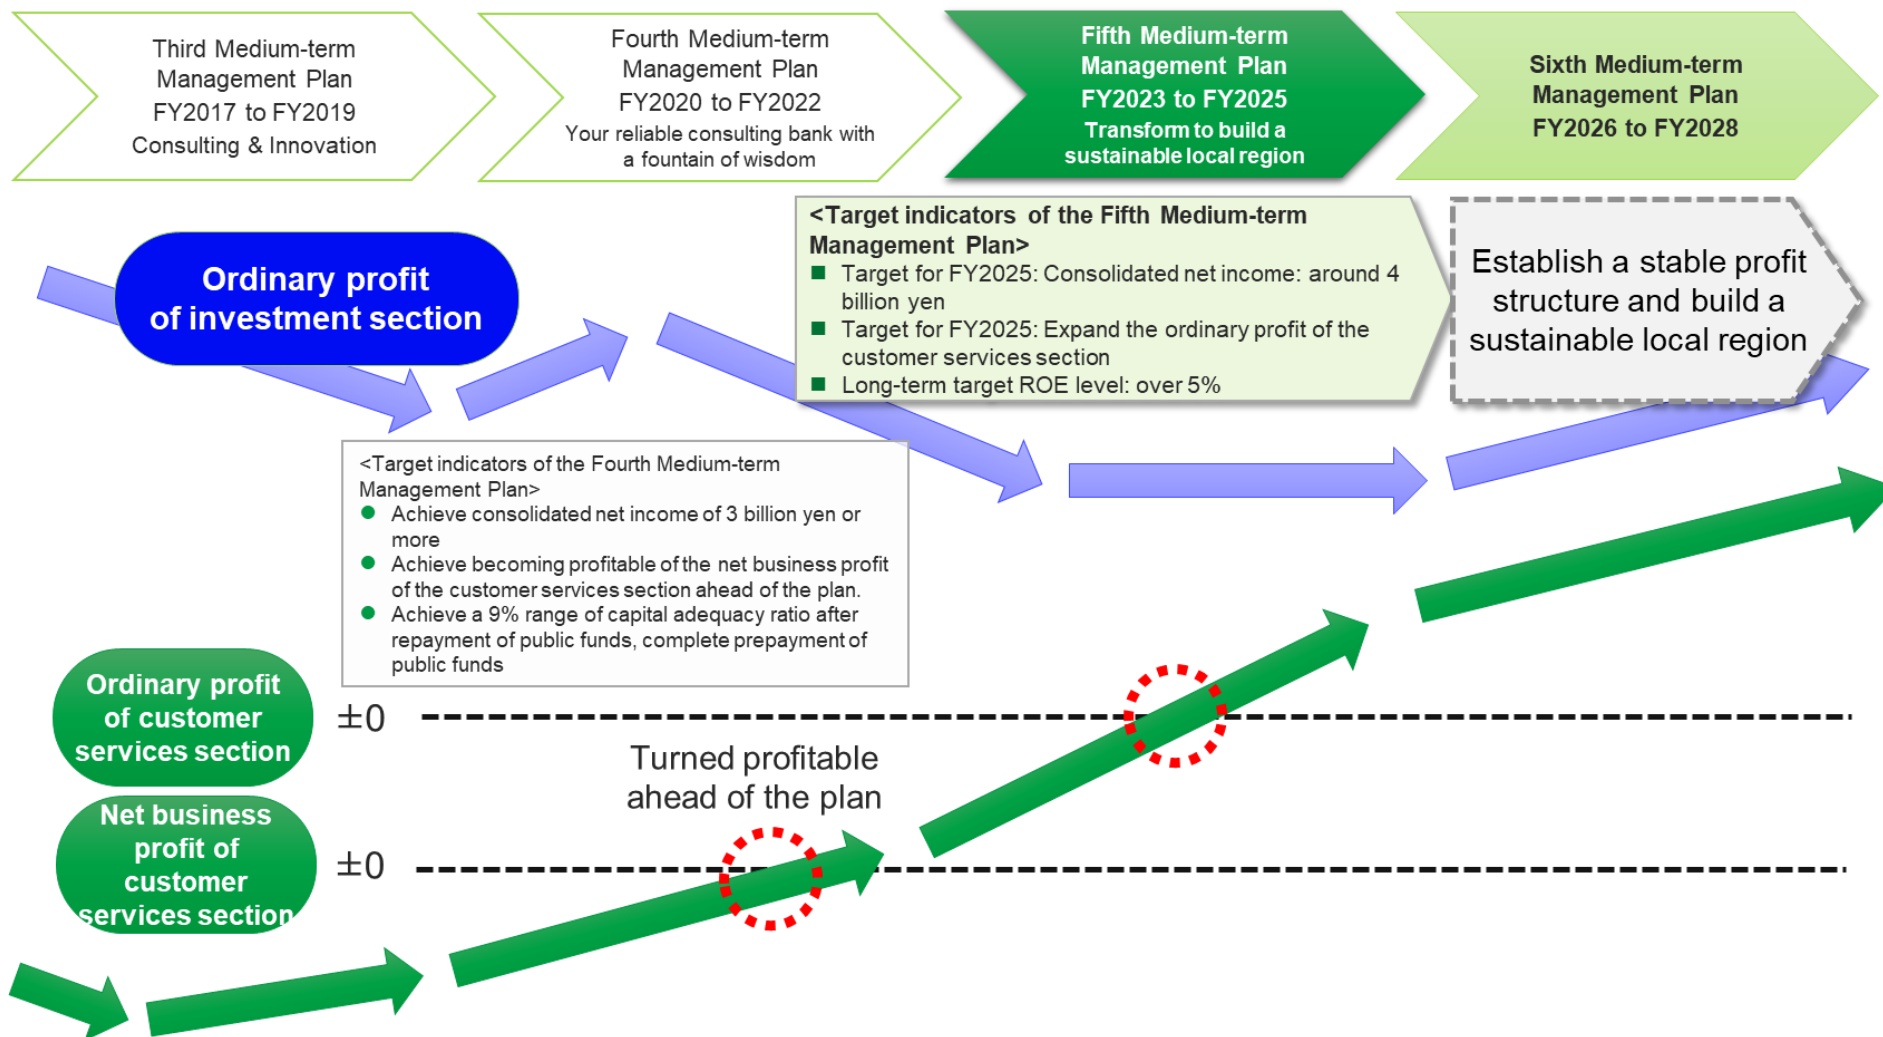 Third Medium-term
Management Plan
FY2017 to FY2019
Consulting & Innovation
Fourth Medium-term
Management Plan
FY2020 to FY2022
Your reliable consulting bank with
a fountain of wisdom
Fifth Medium-term
Management Plan
FY2023 to FY2025
Transform to build a
sustainable local region
Sixth Medium-term
Management Plan
FY2026 to FY2028
Ordinary profit
of investment section
<Target indicators of the Fifth Medium-term
Management Plan>
Target for FY2025: Consolidated net income: around 4
billion yen
Target for FY2025: Expand the ordinary profit of the
customer services section
Long-term target ROE level: over 5%
Establish a stable profit
structure and build a
sustainable local region
<Target indicators of the Fourth Medium-term
Management Plan>
Achieve consolidated net income of 3 billion yen or
more
Achieve becoming profitable of the net business profit
of the customer services section ahead of the plan.
Achieve a 9% range of capital adequacy ratio after
repayment of public funds, complete prepayment of
public funds
Ordinary profit
of customer
services section
±0
Turned profitable
ahead of the plan
Net business
profit of
customer
services section
±0